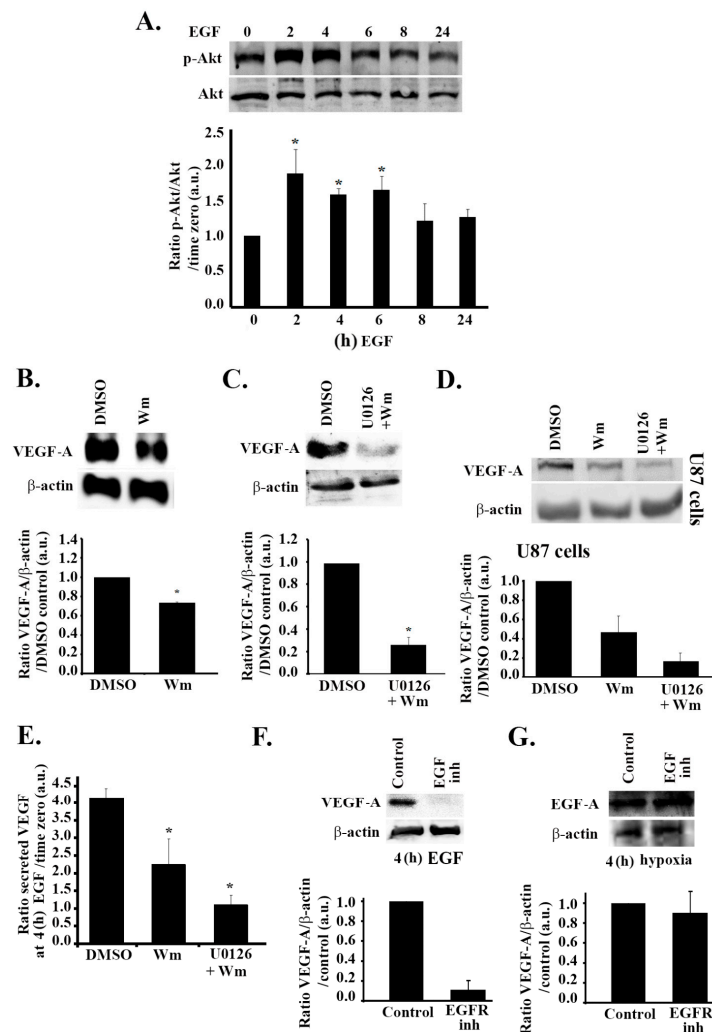 A.
EGF 0 2 4 6 8 24
p-Akt
Akt
Ratio p-Akt/Akt
/time zero (a.u.)
2.5
2.0
1.5
1.0
0.5
0.0
* * *
0 2 4 6 8 24
(h) EGF
B.
DMSO Wm
VEGF-A
β-actin
Ratio VEGF-A/β-actin
/DMSO control (a.u.)
1.4
1.2
1.0
0.8
0.6
0.4
0.2
0
*
DMSO Wm
C.
DMSO U0126
+Wm
VEGF-A
β-actin
Ratio VEGF-A/β-actin
/DMSO control (a.u.)
1.0
0.8
0.6
0.4
0.2
0
*
DMSO U0126
+ Wm
D.
DMSO Wm U0126
+Wm
VEGF-A
β-actin
U87 cells
U87 cells
Ratio VEGF-A/β-actin
/DMSO control (a.u.)
1.0
0.8
0.6
0.4
0.2
0
DMSO Wm U0126
+ Wm
E.
Ratio secreted VEGF
at 4 (h) EGF/time zero (a.u.)
4.5
4.0
3.5
3.0
2.5
2.0
1.5
1.0
0.5
0
* *
DMSO Wm U0126
+ Wm
F.
Control EGF
inh
VEGF-A
β-actin
4 (h) EGF
Ratio VEGF-A/β-actin
/control (a.u.)
1.0
0.8
0.6
0.4
0.2
0.0
Control EGFR
inh
G.
Control EGF
inh
EGF-A
β-actin
4 (h) hypoxia
Ratio VEGF-A/β-actin
/control (a.u.)
1.0
0.8
0.6
0.4
0.2
0.0
Control EGFR
inh